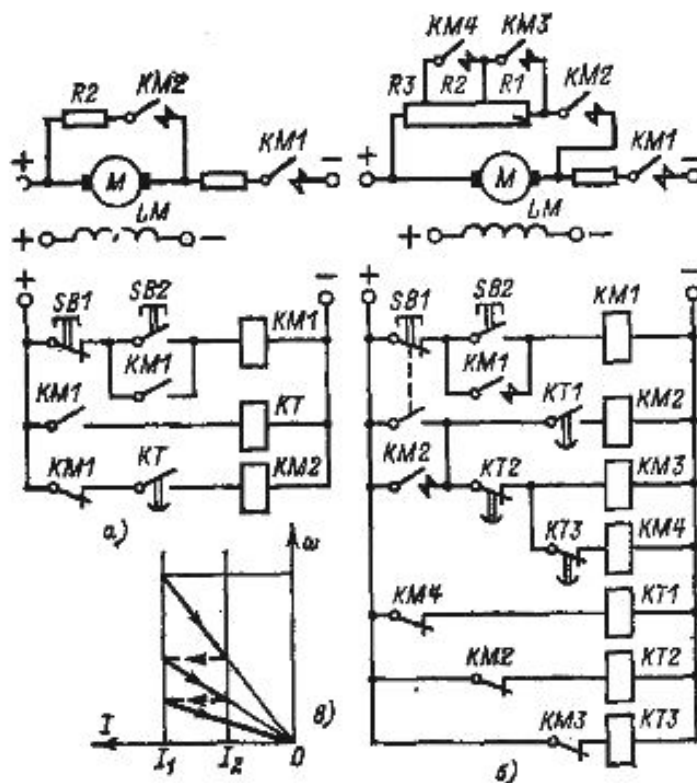 KM4 KM3
R2 KM2
R3 R2 R1 KM2
KM1 KM1
+ − + −
M M
LM LM
+ − + −
+ − + −
SB1 SB2 KM1 SB1 SB2 KM1
KM1 KM1
KM1 KT KT1 KM2
KM1 KT KM2 KM2 KT2 KM3
а)
ω KT3 KM4
KM4 KT1
KM2 KT2
в)
KM3 KT3
I I₁ I₂ 0 б)